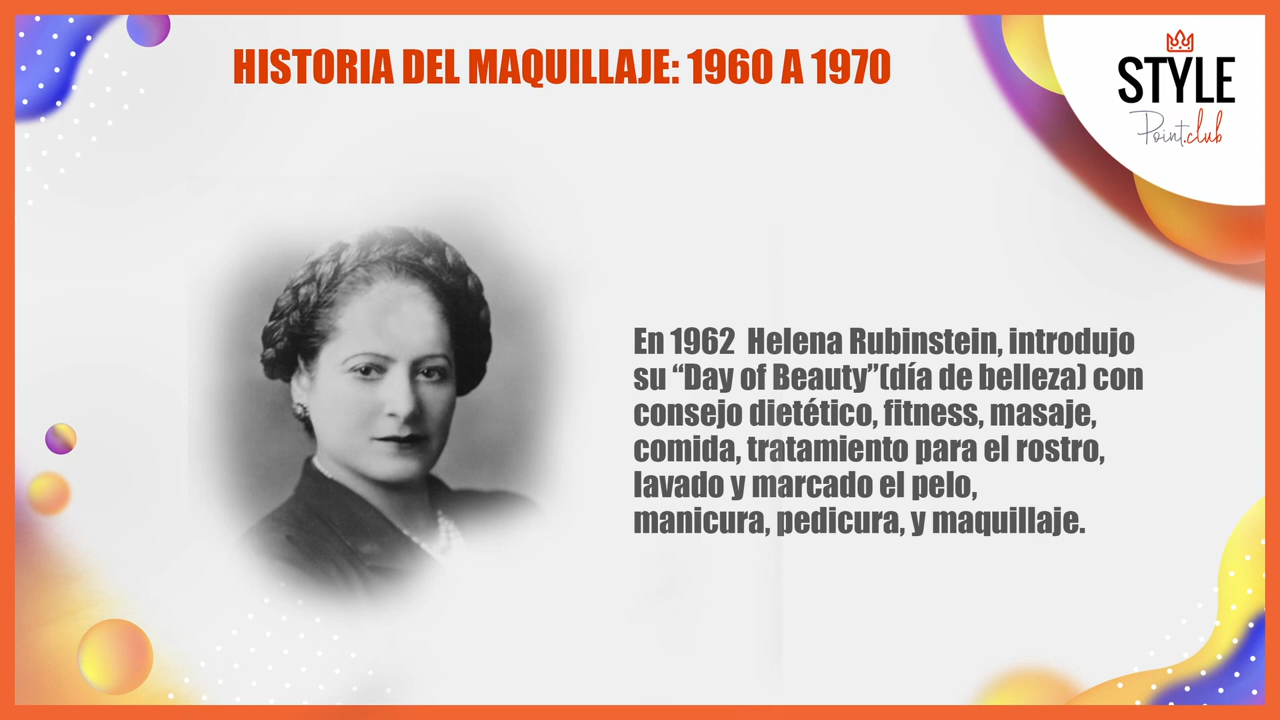 HISTORIA DEL MAQUILLAJE: 1960 A 1970
STYLE
Point.club
En 1962 Helena Rubinstein, introdujo
su “Day of Beauty”(día de belleza) con
consejo dietético, fitness, masaje,
comida, tratamiento para el rostro,
lavado y marcado el pelo,
manicura, pedicura, y maquillaje.